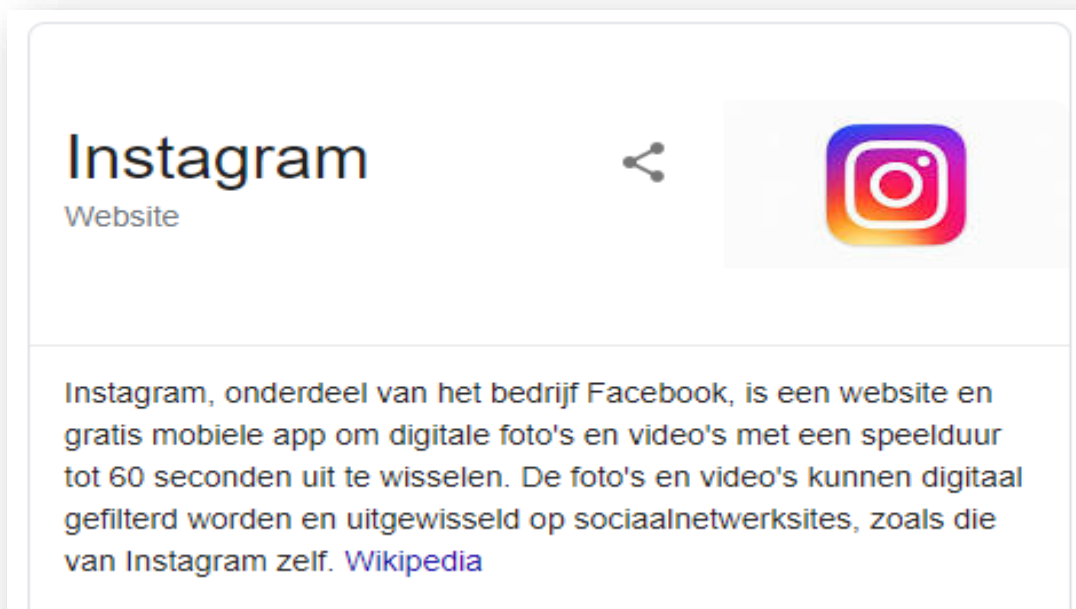 Instagram
Website
Instagram, onderdeel van het bedrijf Facebook, is een website en
gratis mobiele app om digitale foto's en video's met een speelduur
tot 60 seconden uit te wisselen. De foto's en video's kunnen digitaal
gefilterd worden en uitgewisseld op sociaalnetwerksites, zoals die
van Instagram zelf. Wikipedia